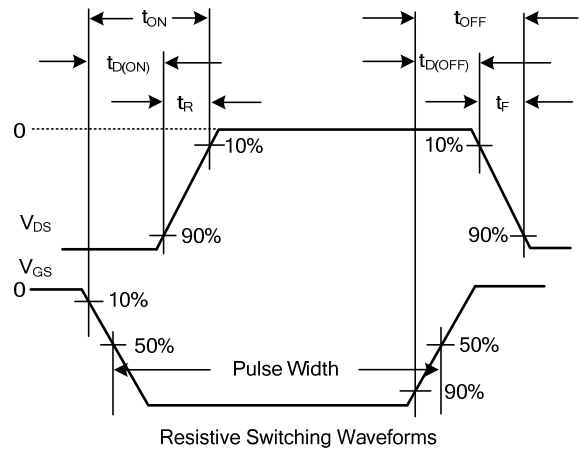 tON tOFF
tD(ON) tD(OFF)
tR tF
0
10% 10%
VDS
90% 90%
VGS
0
10%
50% 50%
Pulse Width
90%
Resistive Switching Waveforms